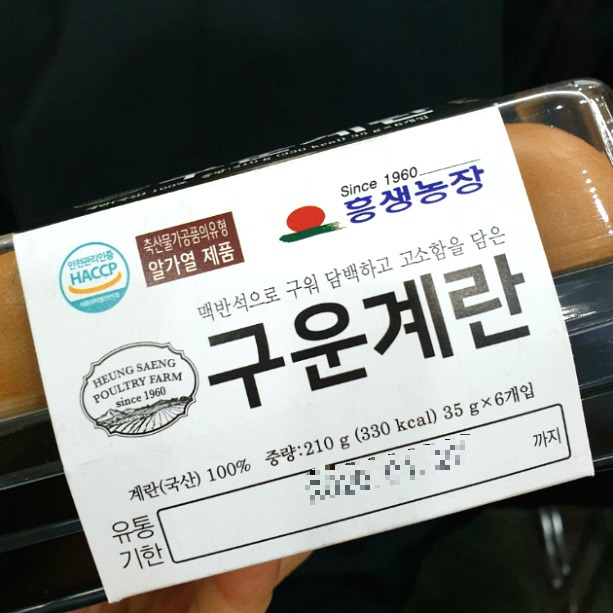 Since 1960
흥생농장
안전관리인증
HACCP
축산물가공품의유형
알가열 제품
맥반석으로 구워 담백하고 고소함을 담은
구운계란
HEUNG SAENG
POULTRY FARM
since 1960
계란(국산) 100% 중량:210 g (330 kcal) 35 g×6개입
유통
기한
까지